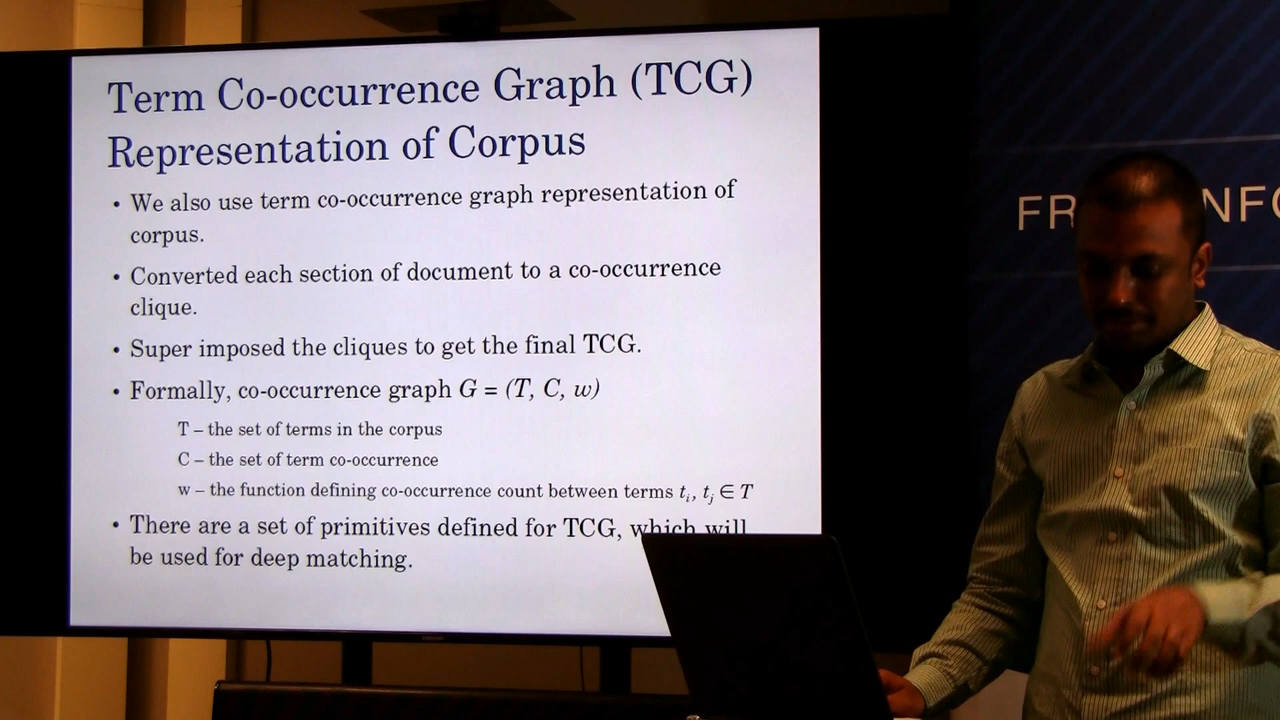 Term Co-occurrence Graph (TCG)
Representation of Corpus
• We also use term co-occurrence graph representation of
corpus.
• Converted each section of document to a co-occurrence
clique.
• Super imposed the cliques to get the final TCG.
• Formally, co-occurrence graph G = (T, C, w)
T – the set of terms in the corpus
C – the set of term co-occurrence
w – the function defining co-occurrence count between terms tᵢ, tⱼ ∈ T
• There are a set of primitives defined for TCG, which will
be used for deep matching.